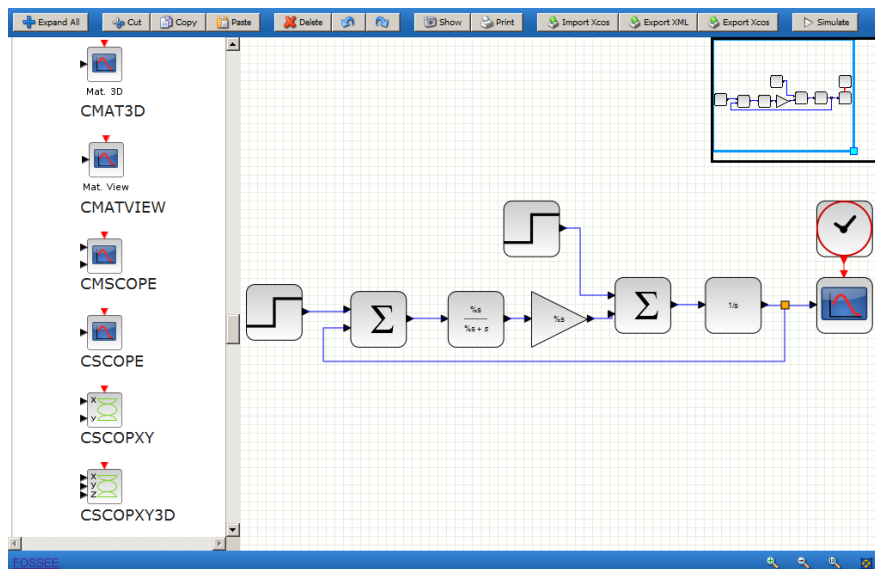 Expand All Cut Copy Paste Delete Show Print Import Xcos Export XML Export Xcos Simulate
Mat. 3D
CMAT3D
Mat. View
CMATVIEW
CMSCOPE
CSCOPE
X
Y
CSCOPXY
X
Y
Z
CSCOPXY3D
Σ
%s
%s + s
%s
Σ
1/s
FOSSEE